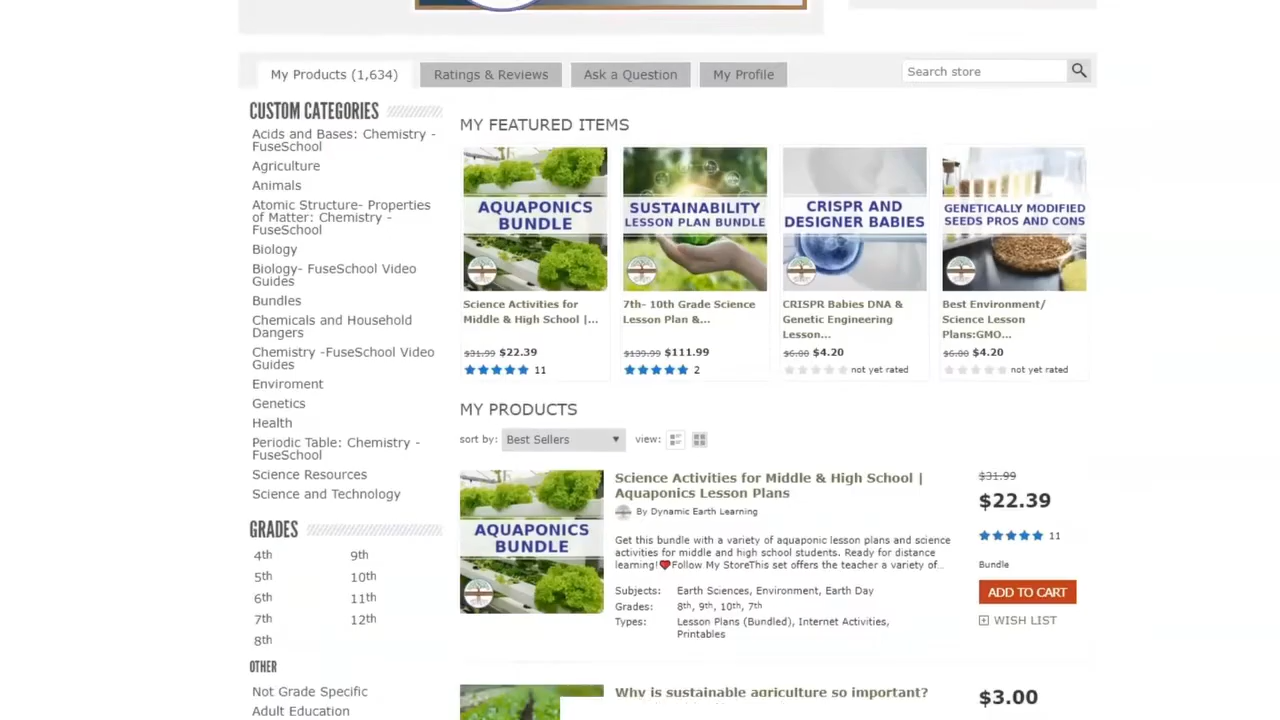 My Products (1,634)
Ratings & Reviews
Ask a Question
My Profile
Search store
CUSTOM CATEGORIES
Acids and Bases: Chemistry -
FuseSchool
Agriculture
Animals
Atomic Structure- Properties
of Matter: Chemistry -
FuseSchool
Biology
Biology- FuseSchool Video
Guides
Bundles
Chemicals and Household
Dangers
Chemistry -FuseSchool Video
Guides
Enviroment
Genetics
Health
Periodic Table: Chemistry -
FuseSchool
Science Resources
Science and Technology
GRADES
4th
9th
5th
10th
6th
11th
7th
12th
8th
OTHER
Not Grade Specific
Adult Education
MY FEATURED ITEMS
AQUAPONICS
BUNDLE
Science Activities for
Middle & High School |...
$31.99 $22.39
11
SUSTAINABILITY
LESSON PLAN BUNDLE
7th- 10th Grade Science
Lesson Plan &...
$139.99 $111.99
2
CRISPR AND
DESIGNER BABIES
CRISPR Babies DNA &
Genetic Engineering
Lesson...
$6.00 $4.20
not yet rated
GENETICALLY MODIFIED
SEEDS PROS AND CONS
Best Environment/
Science Lesson
Plans:GMO...
$6.00 $4.20
not yet rated
MY PRODUCTS
sort by:
Best Sellers
view:
AQUAPONICS
BUNDLE
Science Activities for Middle & High School |
Aquaponics Lesson Plans
By Dynamic Earth Learning
Get this bundle with a variety of aquaponic lesson plans and science
activities for middle and high school students. Ready for distance
learning!❤Follow My StoreThis set offers the teacher a variety of…
Subjects: Earth Sciences, Environment, Earth Day
Grades: 8th, 9th, 10th, 7th
Types: Lesson Plans (Bundled), Internet Activities,
Printables
$31.99
$22.39
11
Bundle
ADD TO CART
WISH LIST
Why is sustainable agriculture so important?
$3.00